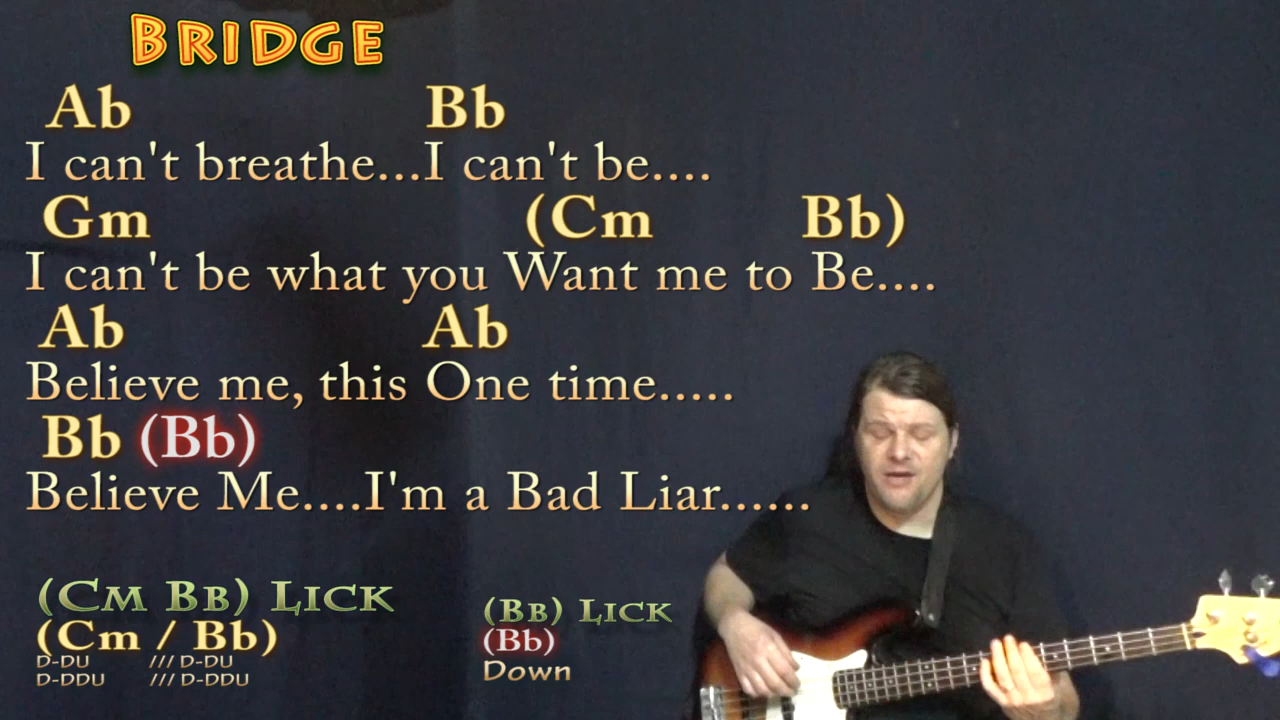 BRIDGE
Ab Bb
I can't breathe...I can't be....
Gm (Cm Bb)
I can't be what you Want me to Be....
Ab Ab
Believe me, this One time.....
Bb (Bb)
Believe Me....I'm a Bad Liar......
(Cm Bb) Lick
(Cm / Bb)
D-DU /// D-DU
D-DDU /// D-DDU
(Bb) Lick
(Bb)
Down